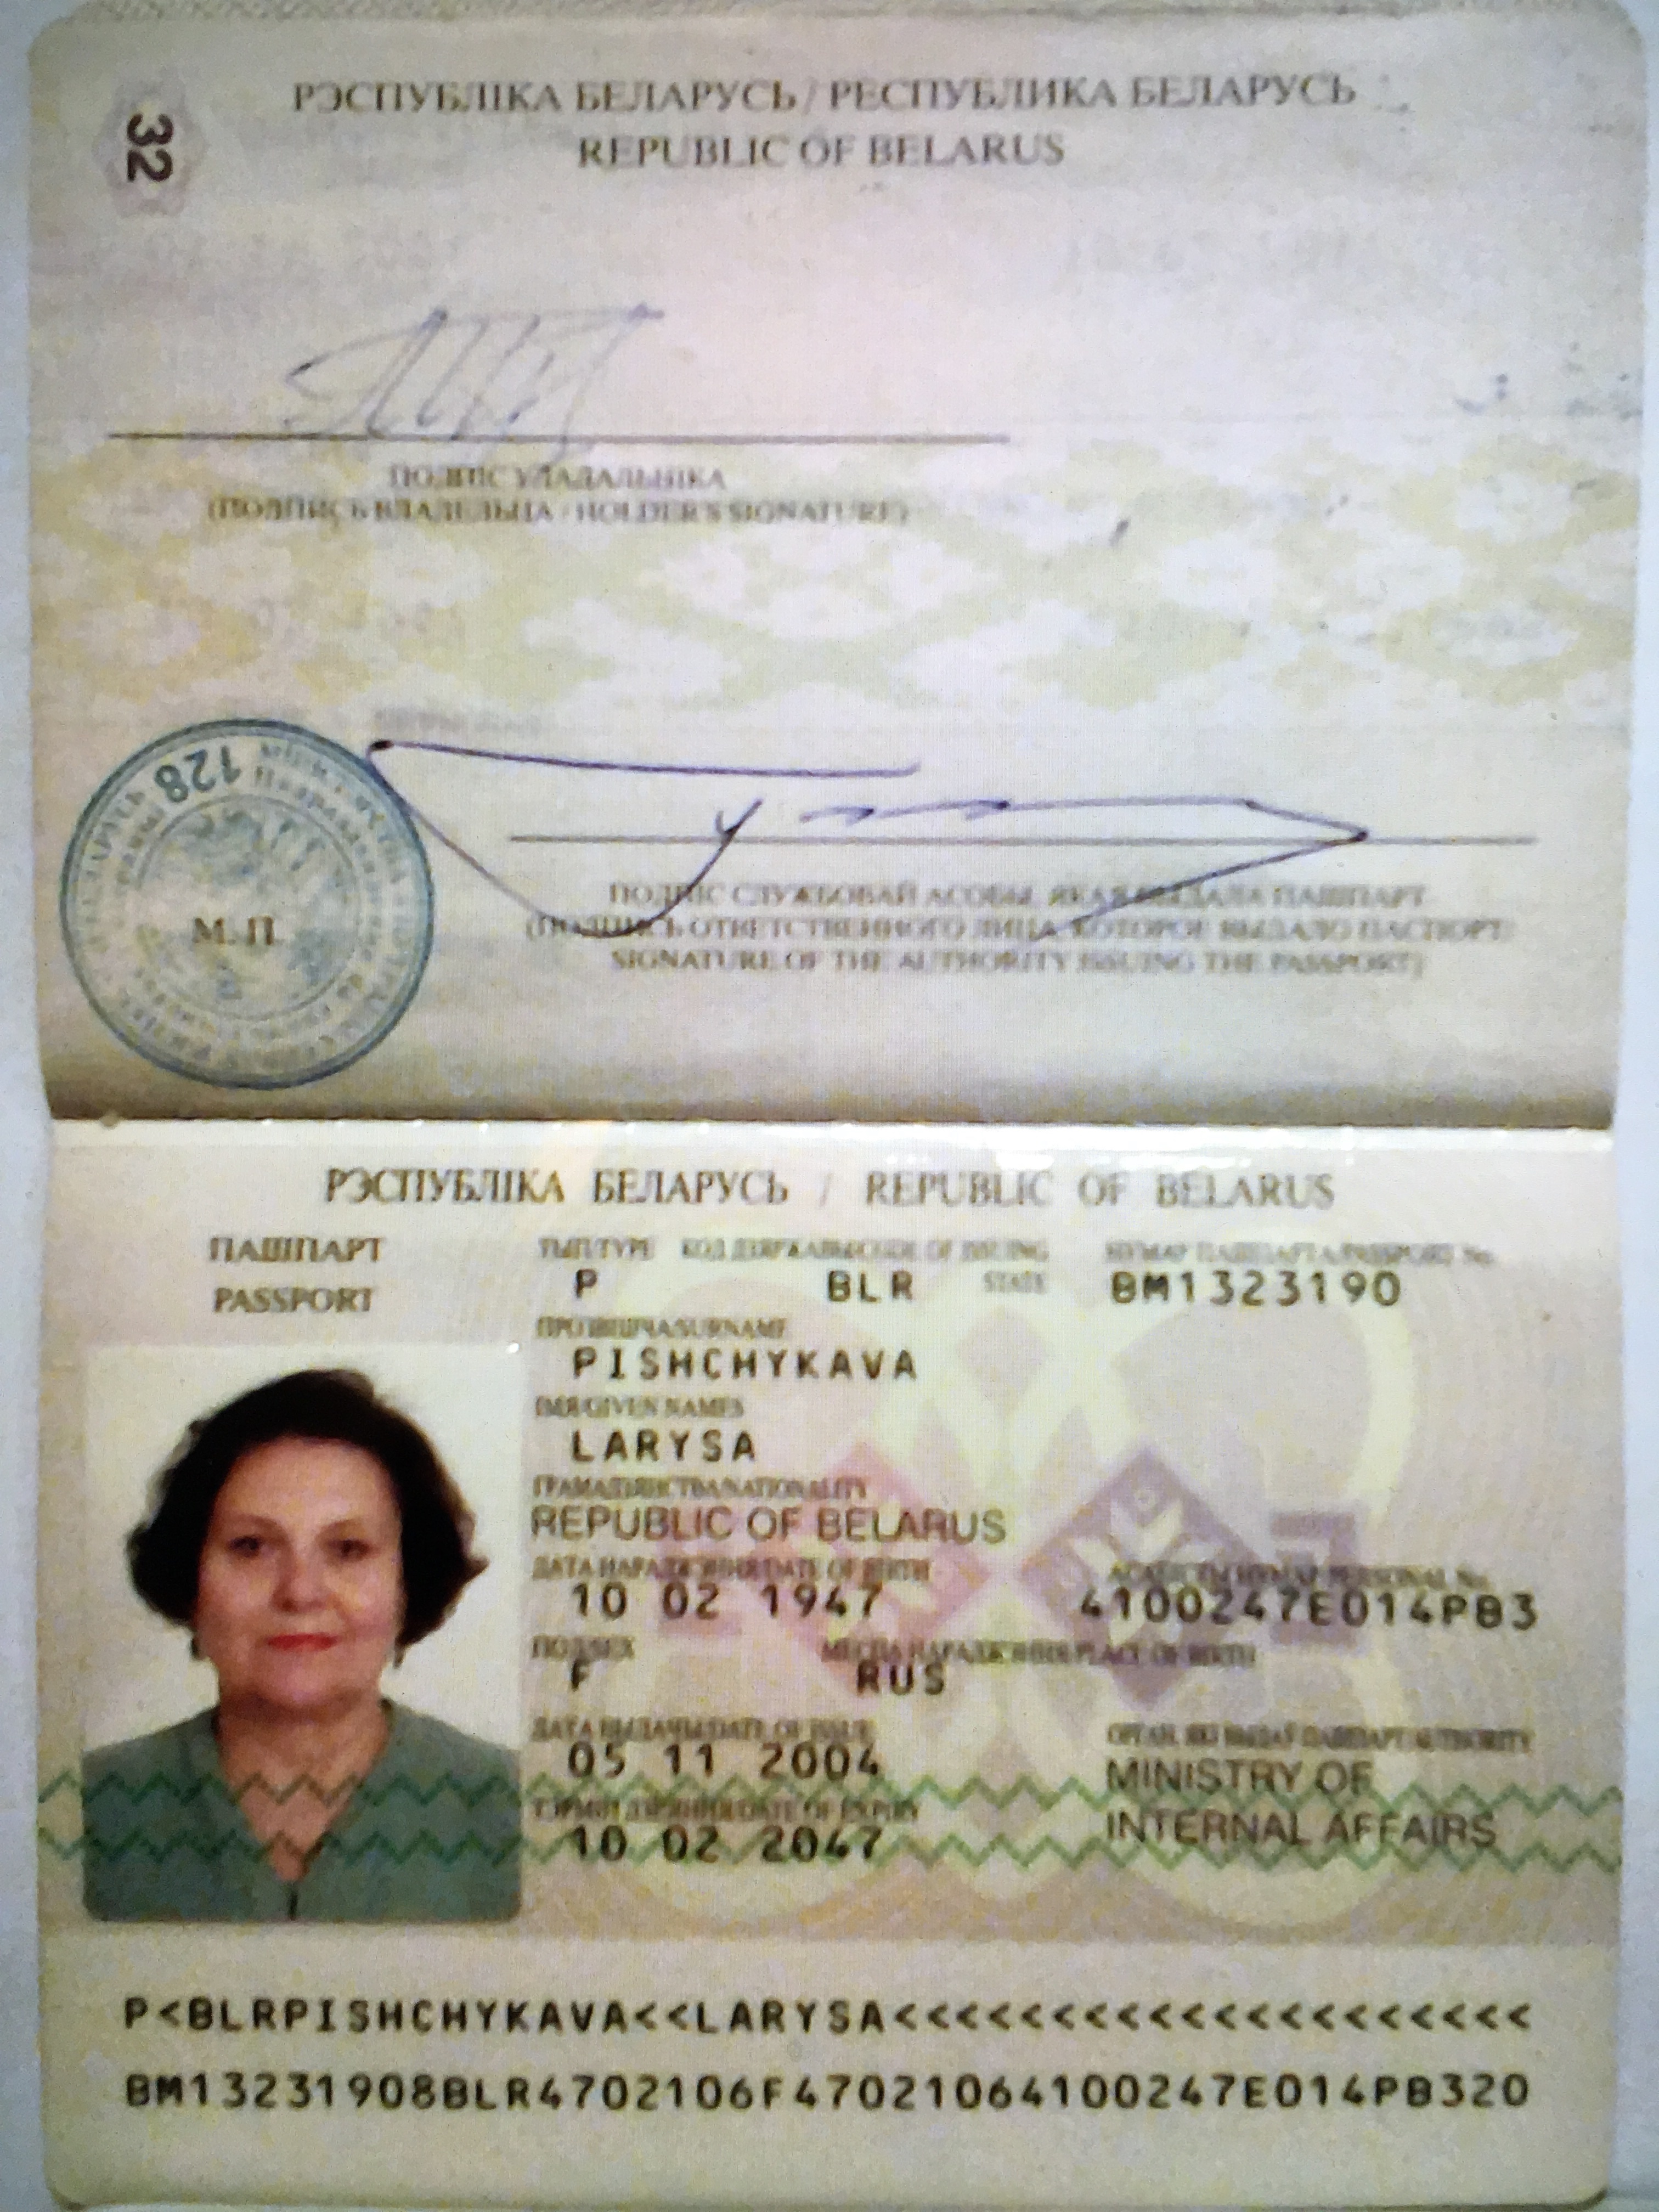 32
РЭСПУБЛІКА БЕЛАРУСЬ / РЕСПУБЛИКА БЕЛАРУСЬ
REPUBLIC OF BELARUS
ПОДПІС УЛАДАЛЬНІКА
(ПОДПИСЬ ВЛАДЕЛЬЦА / HOLDER'S SIGNATURE)
128
М. П.
ПОДПІС СЛУЖБОВАЙ АСОБЫ, ЯКАЯ ВЫДАЛА ПАШПАРТ
(ПОДПИСЬ ОТВЕТСТВЕННОГО ЛИЦА, КОТОРОЕ ВЫДАЛО ПАСПОРТ/
SIGNATURE OF THE AUTHORITY ISSUING THE PASSPORT)
РЭСПУБЛІКА БЕЛАРУСЬ / REPUBLIC OF BELARUS
ПАШПАРТ
PASSPORT
ТЫП/TYPE КОД ДЗЯРЖАВЫ/CODE OF ISSUING STATE НУМАР ПАШПАРТА/PASSPORT No.
P BLR BM1323190
ПРОЗВІШЧА/SURNAME
PISHCHYKAVA
ІМЯ/GIVEN NAMES
LARYSA
ГРАМАДЗЯНСТВА/NATIONALITY
REPUBLIC OF BELARUS
ДАТА НАРАДЖЭННЯ/DATE OF BIRTH АСАБІСТЫ НУМАР/PERSONAL No.
10 02 1947 4100247E014PB3
ПОЛ/SEX МЕСЦА НАРАДЖЭННЯ/PLACE OF BIRTH
F RUS
ДАТА ВЫДАЧЫ/DATE OF ISSUE ОРГАН, ЯКІ ВЫДАЎ ПАШПАРТ/AUTHORITY
05 11 2004 MINISTRY OF
ТЭРМІН ДЗЕЯННЯ/DATE OF EXPIRY INTERNAL AFFAIRS
10 02 2047
P<BLRPISHCHYKAVA<<LARYSA<<<<<<<<<<<<<<<<<<<<
BM13231908BLR4702106F47021064100247E014PB320